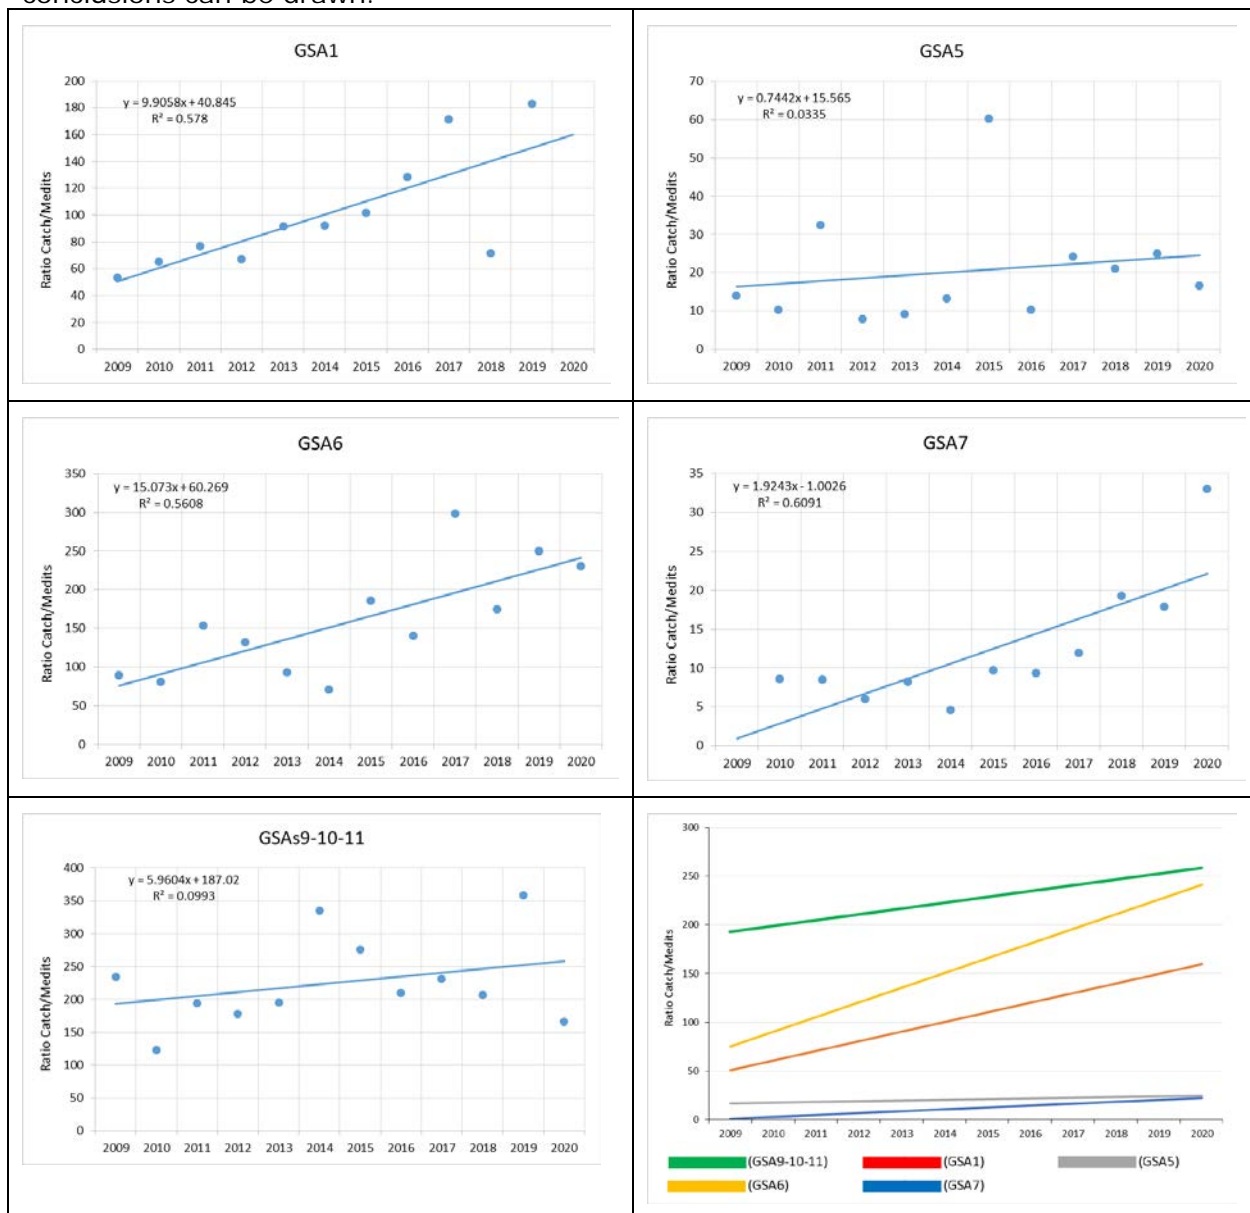 conclusions can be drawn.
GSA1
y = 9.9058x + 40.845
R² = 0.578
Ratio Catch/Medits
200
180
160
140
120
100
80
60
40
20
0
2009 2010 2011 2012 2013 2014 2015 2016 2017 2018 2019 2020
GSA5
y = 0.7442x + 15.565
R² = 0.0335
Ratio Catch/Medits
70
60
50
40
30
20
10
0
2009 2010 2011 2012 2013 2014 2015 2016 2017 2018 2019 2020
GSA6
y = 15.073x + 60.269
R² = 0.5608
Ratio Catch/Medits
350
300
250
200
150
100
50
0
2009 2010 2011 2012 2013 2014 2015 2016 2017 2018 2019 2020
GSA7
y = 1.9243x - 1.0026
R² = 0.6091
Ratio Catch/Medits
35
30
25
20
15
10
5
0
2009 2010 2011 2012 2013 2014 2015 2016 2017 2018 2019 2020
GSAs9-10-11
y = 5.9604x + 187.02
R² = 0.0993
Ratio Catch/Medits
400
350
300
250
200
150
100
50
0
2009 2010 2011 2012 2013 2014 2015 2016 2017 2018 2019 2020
Ratio Catch/Medits
300
250
200
150
100
50
0
2009 2010 2011 2012 2013 2014 2015 2016 2017 2018 2019 2020
(GSA9-10-11) (GSA1) (GSA5)
(GSA6) (GSA7)